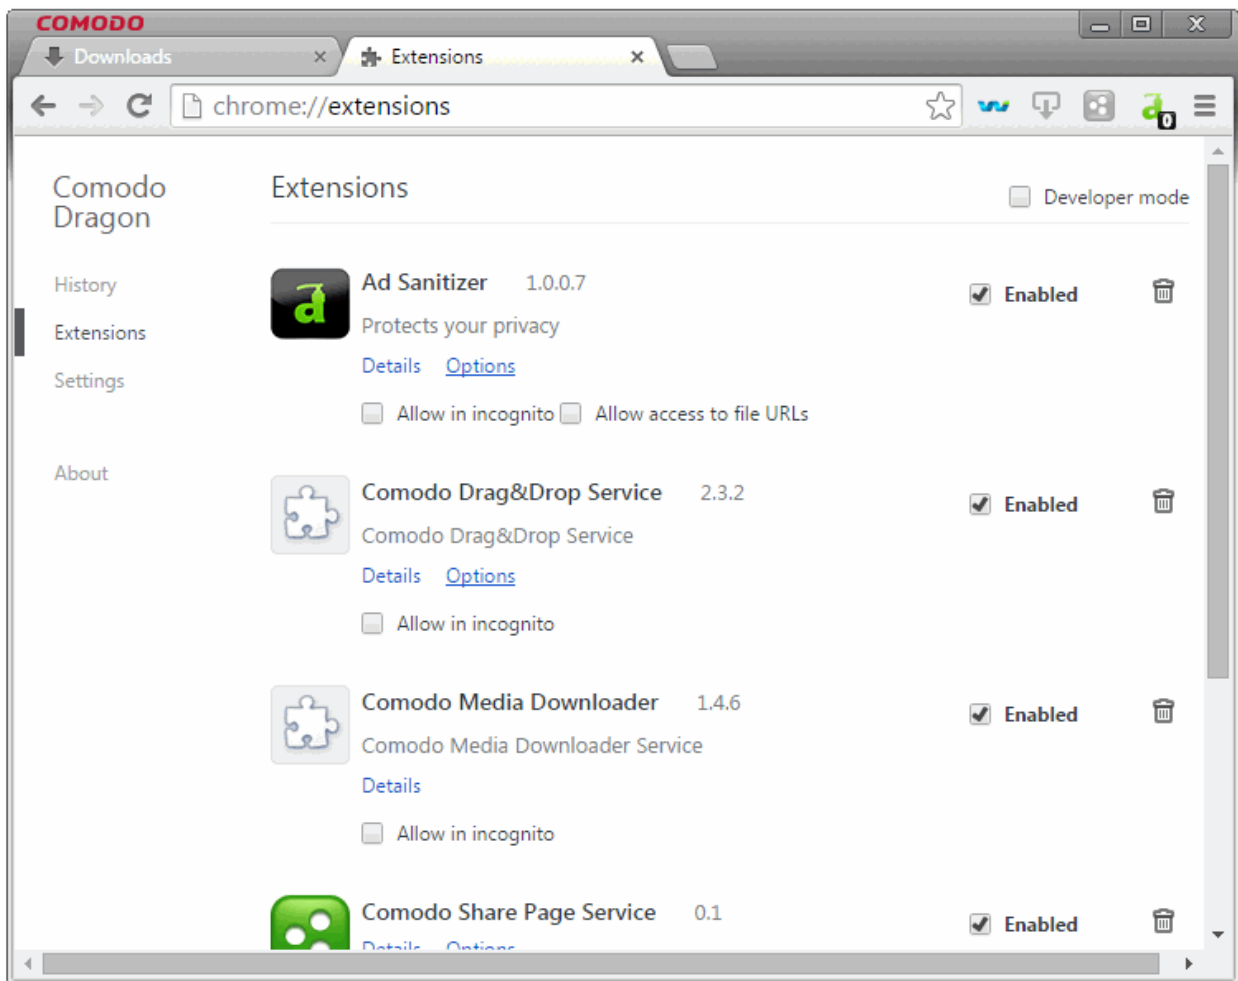 COMODO
Downloads
Extensions
chrome://extensions
0
Comodo
Dragon
History
Extensions
Settings
About
Extensions
Developer mode
Ad Sanitizer 1.0.0.7
Enabled
Protects your privacy
Details Options
Allow in incognito Allow access to file URLs
Comodo Drag&Drop Service 2.3.2
Enabled
Comodo Drag&Drop Service
Details Options
Allow in incognito
Comodo Media Downloader 1.4.6
Enabled
Comodo Media Downloader Service
Details
Allow in incognito
Comodo Share Page Service 0.1
Enabled
Details Options